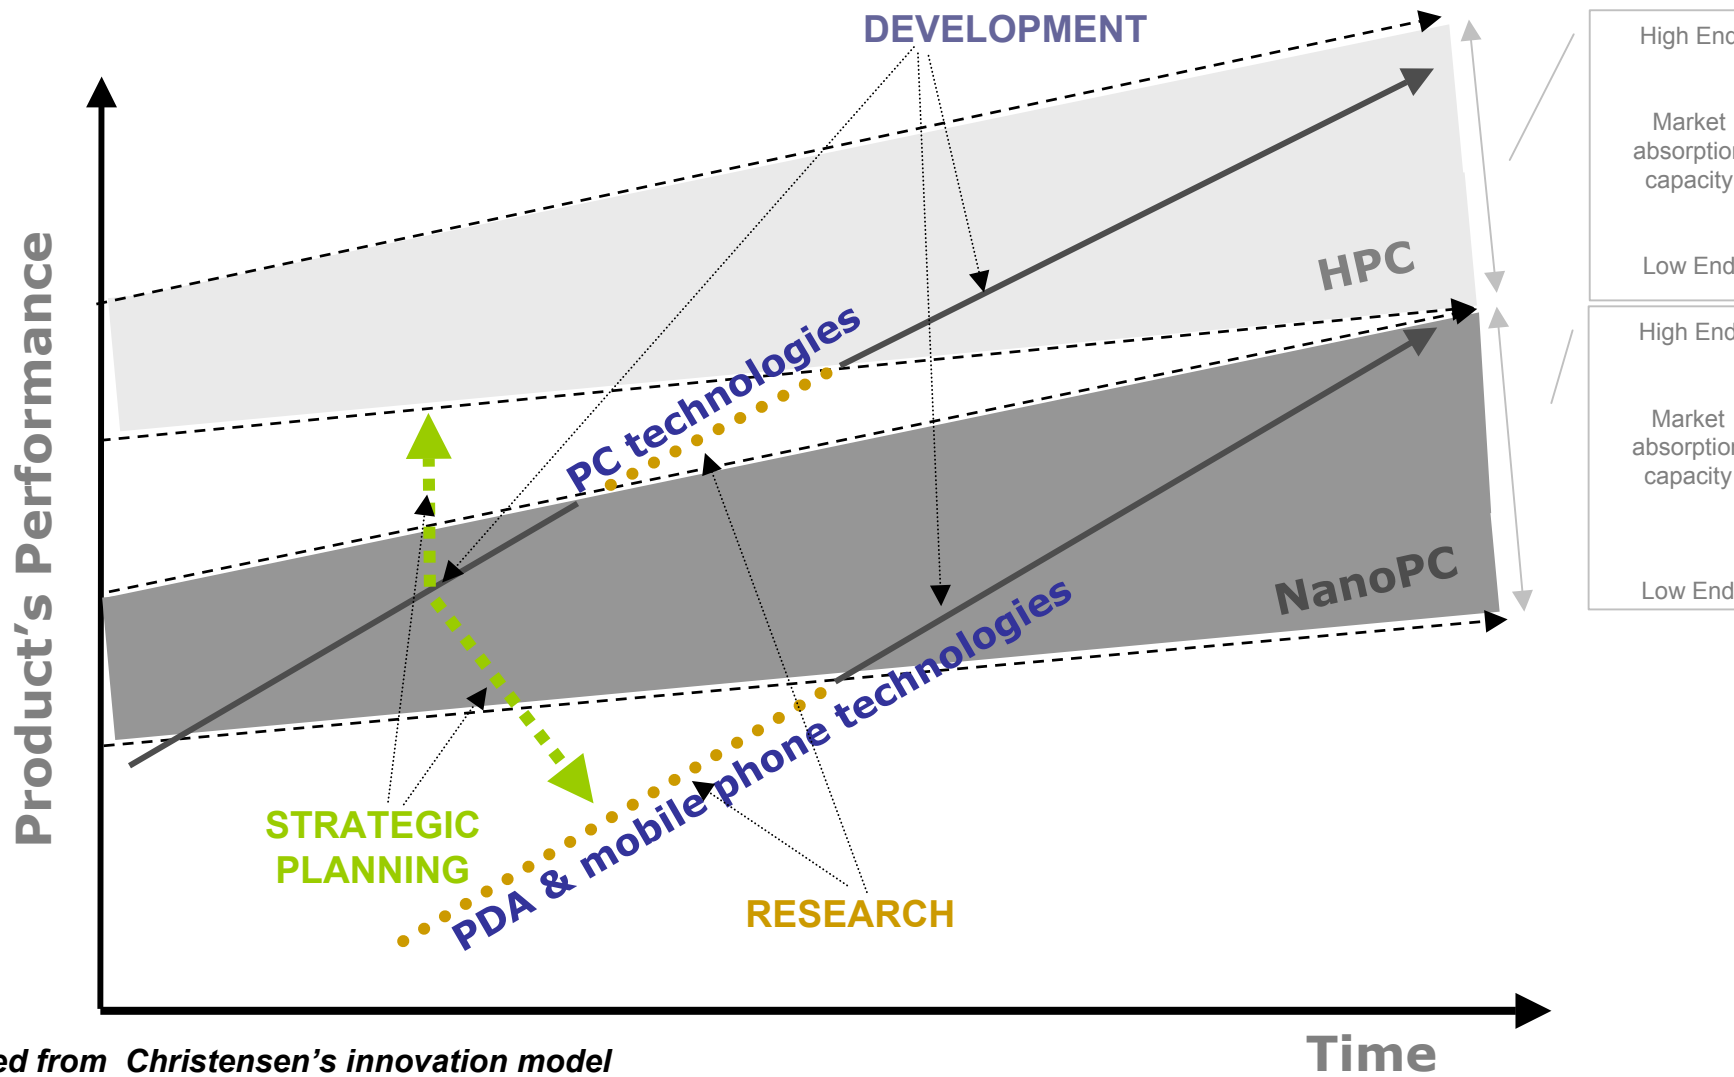 DEVELOPMENT
High End
Market
absorption
capacity
Low End
HPC
High End
Market
absorption
capacity
Low End
NanoPC
Product's Performance
PC technologies
PDA & mobile phone technologies
STRATEGIC
PLANNING
RESEARCH
Time
ed from Christensen's innovation model